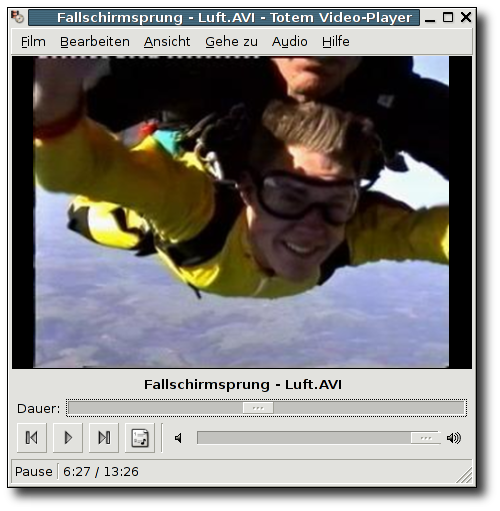 Fallschirmsprung - Luft.AVI - Totem Video-Player
Film Bearbeiten Ansicht Gehe zu Audio Hilfe
Fallschirmsprung - Luft.AVI
Dauer:
Pause 6:27 / 13:26